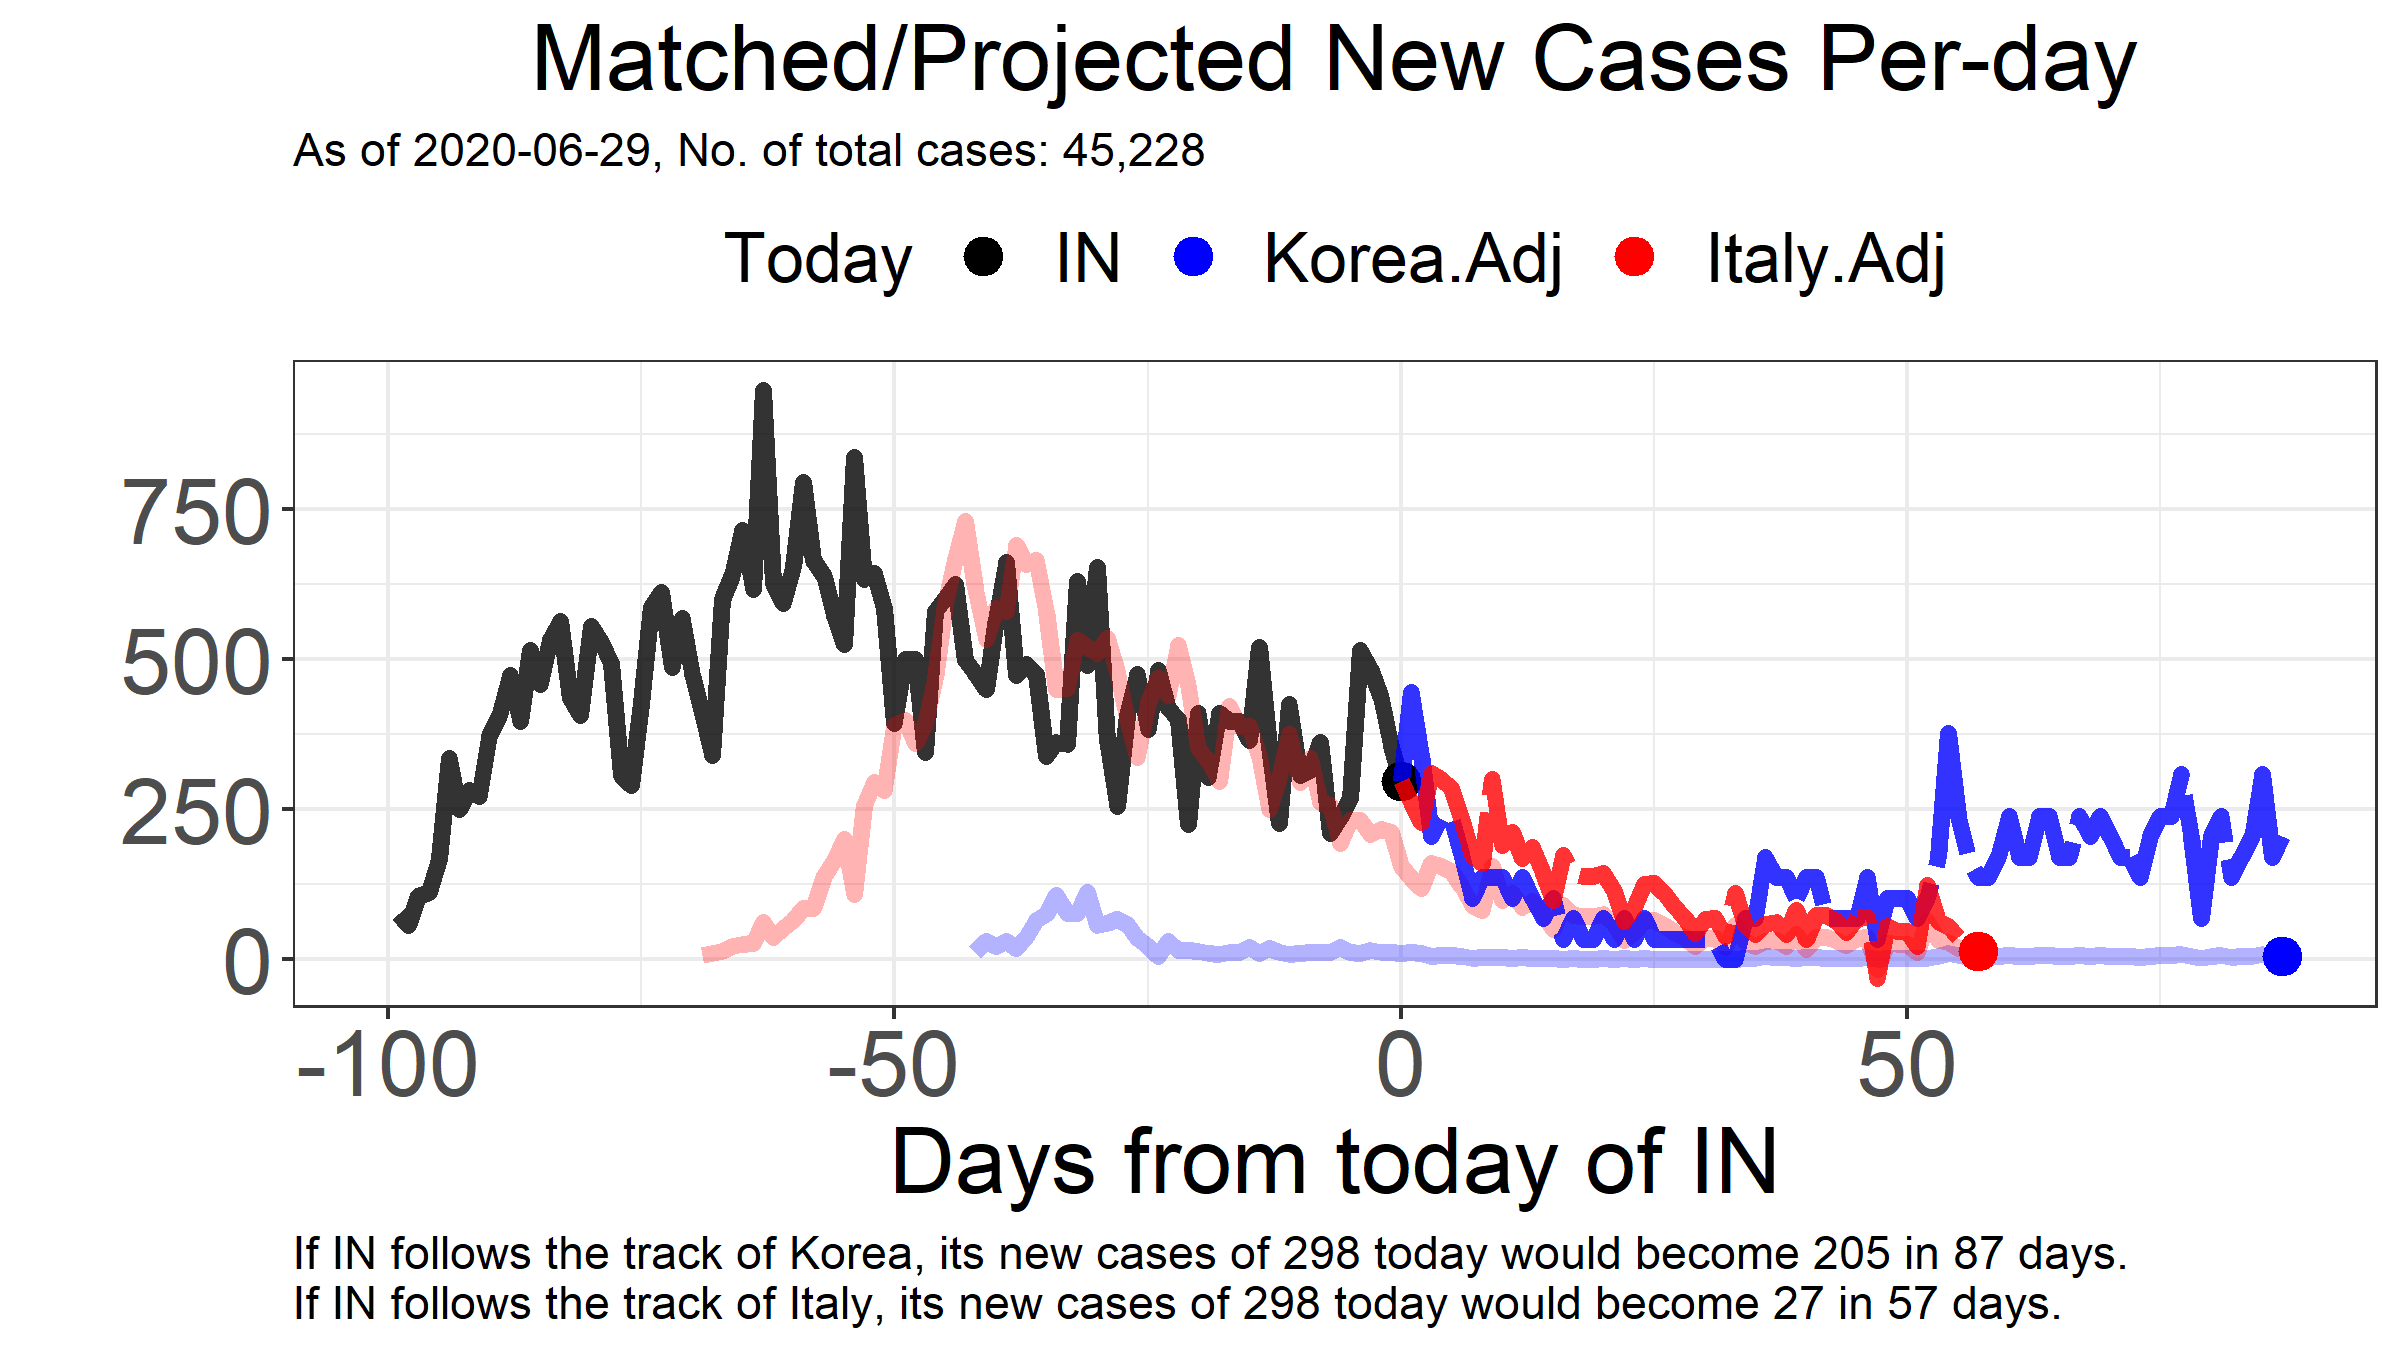 Matched/Projected New Cases Per-day
As of 2020-06-29, No. of total cases: 45,228
Today IN Korea.Adj Italy.Adj
750
500
250
0
-100 -50 0 50
Days from today of IN
If IN follows the track of Korea, its new cases of 298 today would become 205 in 87 days.
If IN follows the track of Italy, its new cases of 298 today would become 27 in 57 days.